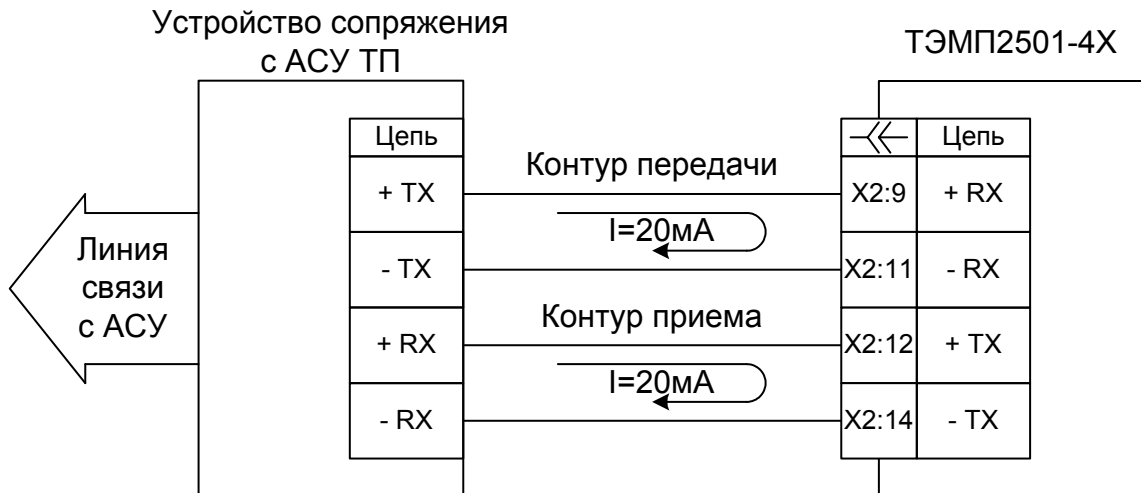 Устройство сопряжения
с АСУ ТП
ТЭМП2501-4X
Цепь
Цепь
Контур передачи
+ TX
X2:9
+ RX
I=20мА
Линия
связи
с АСУ
- TX
X2:11
- RX
Контур приема
+ RX
X2:12
+ TX
I=20мА
- RX
X2:14
- TX